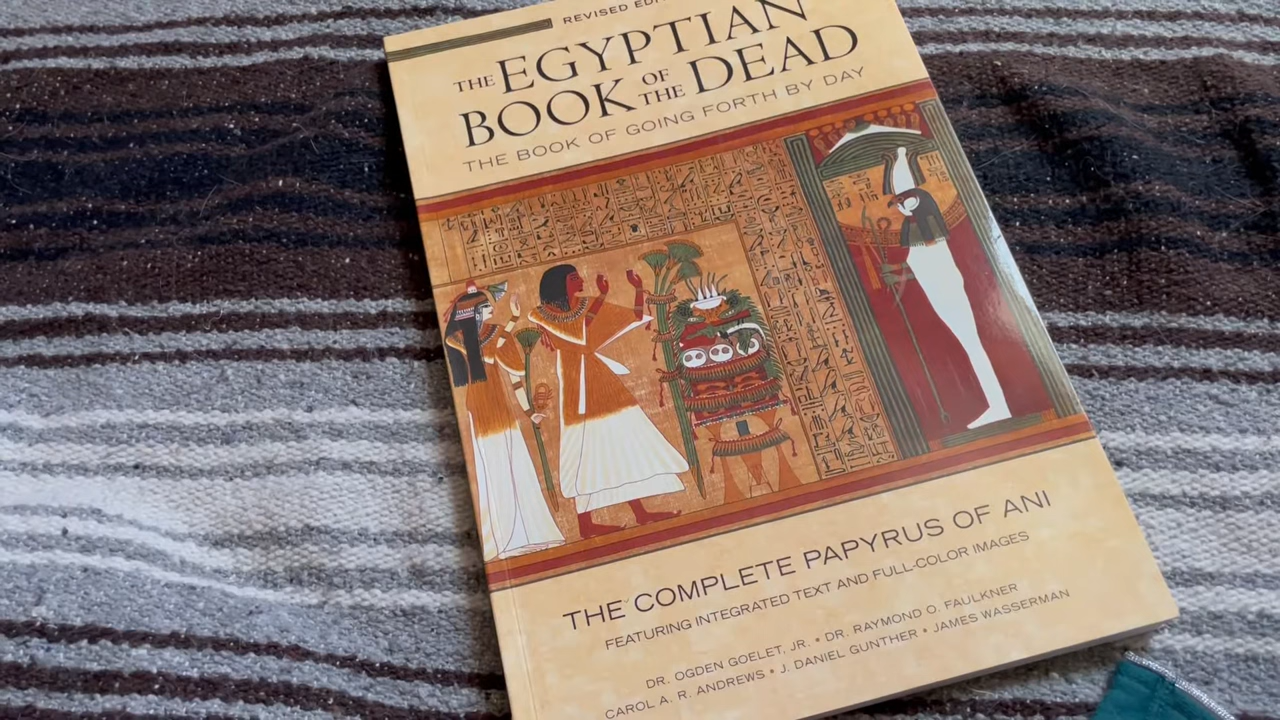 REVISED
THE EGYPTIAN
BOOK OF THE DEAD
THE BOOK OF GOING FORTH BY DAY
THE COMPLETE PAPYRUS OF ANI
FEATURING INTEGRATED TEXT AND FULL-COLOR IMAGES
DR. OGDEN GOELET, JR. • DR. RAYMOND O. FAULKNER
CAROL A. R. ANDREWS • J. DANIEL GUNTHER • JAMES WASSERMAN